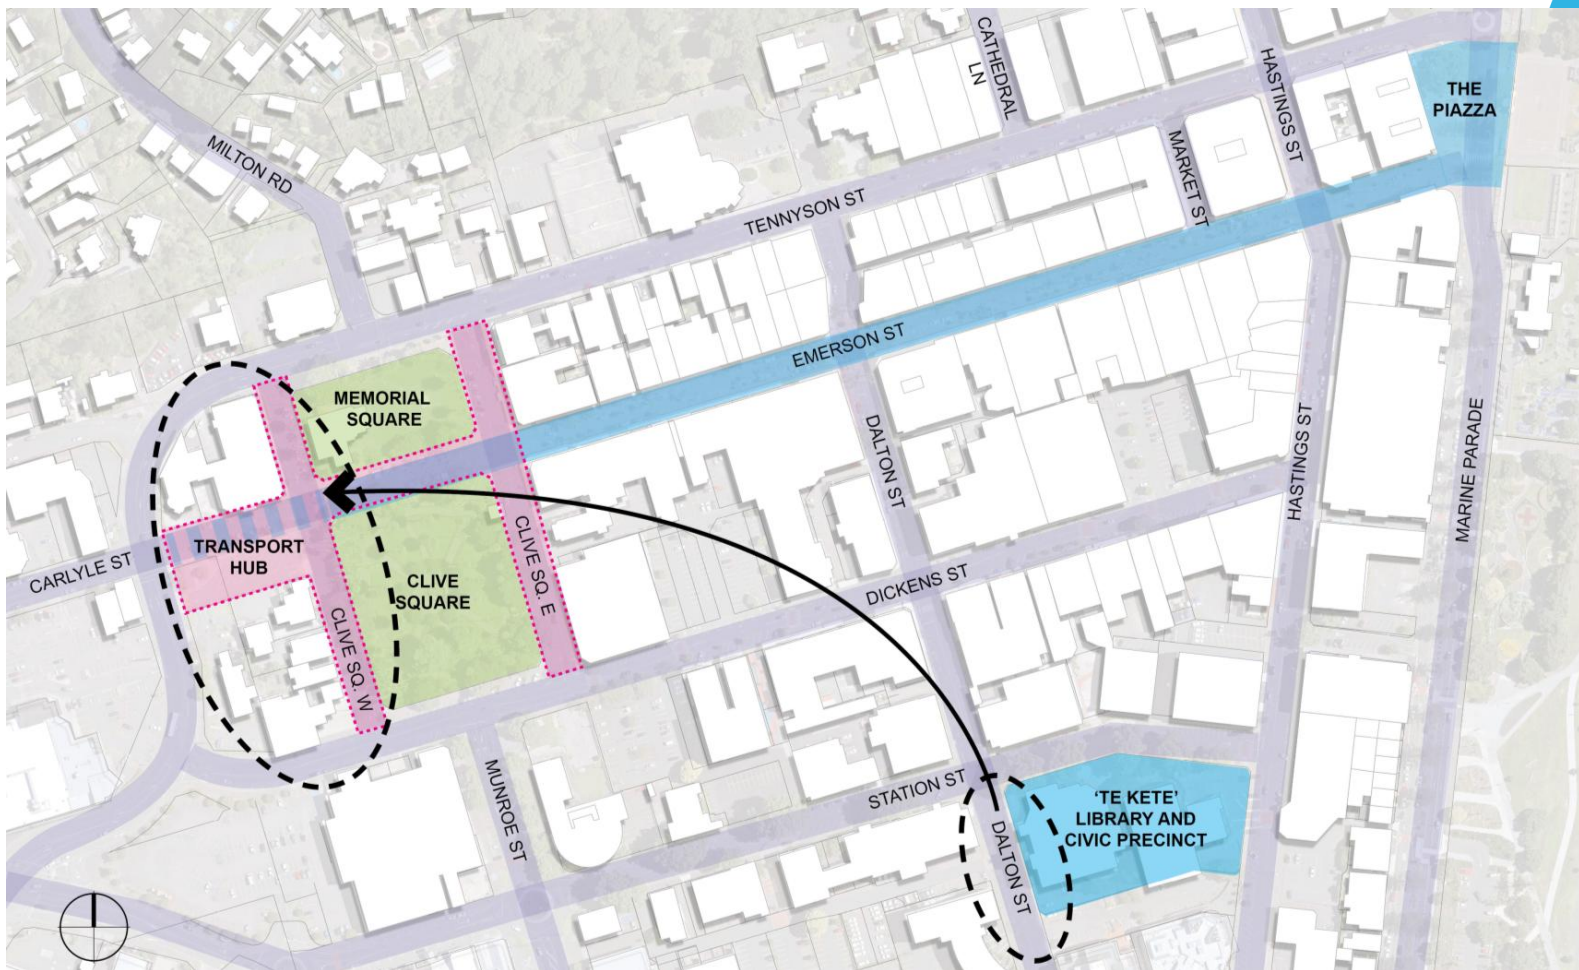 CATHEDRAL
LN
HASTINGS ST
THE
PIAZZA
MILTON RD
MARKET ST
TENNYSON ST
EMERSON ST
MEMORIAL
SQUARE
DALTON ST
HASTINGS ST
MARINE PARADE
CARLYLE ST
TRANSPORT
HUB
CLIVE
SQUARE
CLIVE SQ. E
CLIVE SQ. W
DICKENS ST
MUNROE ST
STATION ST
'TE KETE'
LIBRARY AND
CIVIC PRECINCT
DALTON ST